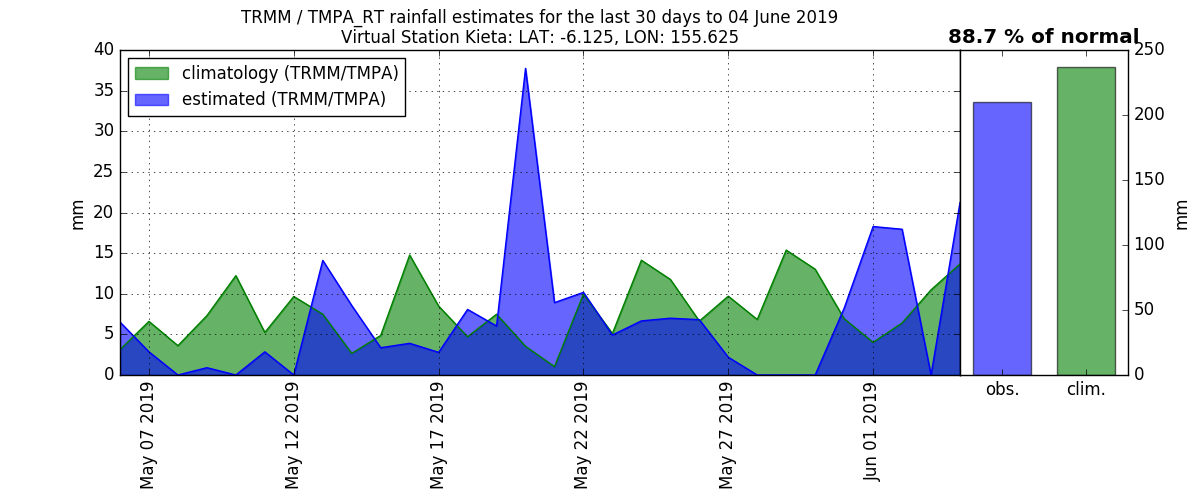 TRMM / TMPA_RT rainfall estimates for the last 30 days to 04 June 2019
Virtual Station Kieta: LAT: -6.125, LON: 155.625
88.7 % of normal
climatology (TRMM/TMPA)
estimated (TRMM/TMPA)
40
35
30
25
20
15
10
5
0
mm
250
200
150
100
50
0
mm
obs.
clim.
May 07 2019
May 12 2019
May 17 2019
May 22 2019
May 27 2019
Jun 01 2019